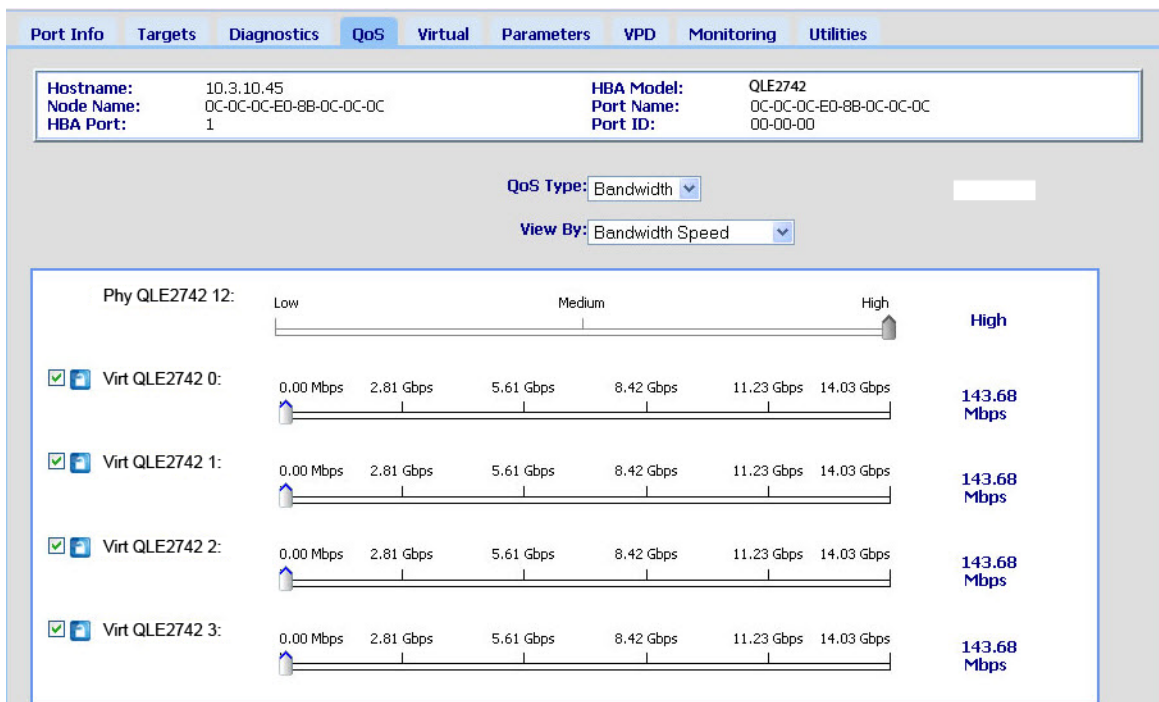 Port Info Targets Diagnostics QoS Virtual Parameters VPD Monitoring Utilities
Hostname: 10.3.10.45 HBA Model: QLE2742
Node Name: 0C-0C-0C-E0-8B-0C-0C-0C Port Name: 0C-0C-0C-E0-8B-0C-0C-0C
HBA Port: 1 Port ID: 00-00-00
QoS Type: Bandwidth
View By: Bandwidth Speed
Phy QLE2742 12: Low Medium High High
Virt QLE2742 0: 0.00 Mbps 2.81 Gbps 5.61 Gbps 8.42 Gbps 11.23 Gbps 14.03 Gbps 143.68
Mbps
Virt QLE2742 1: 0.00 Mbps 2.81 Gbps 5.61 Gbps 8.42 Gbps 11.23 Gbps 14.03 Gbps 143.68
Mbps
Virt QLE2742 2: 0.00 Mbps 2.81 Gbps 5.61 Gbps 8.42 Gbps 11.23 Gbps 14.03 Gbps 143.68
Mbps
Virt QLE2742 3: 0.00 Mbps 2.81 Gbps 5.61 Gbps 8.42 Gbps 11.23 Gbps 14.03 Gbps 143.68
Mbps